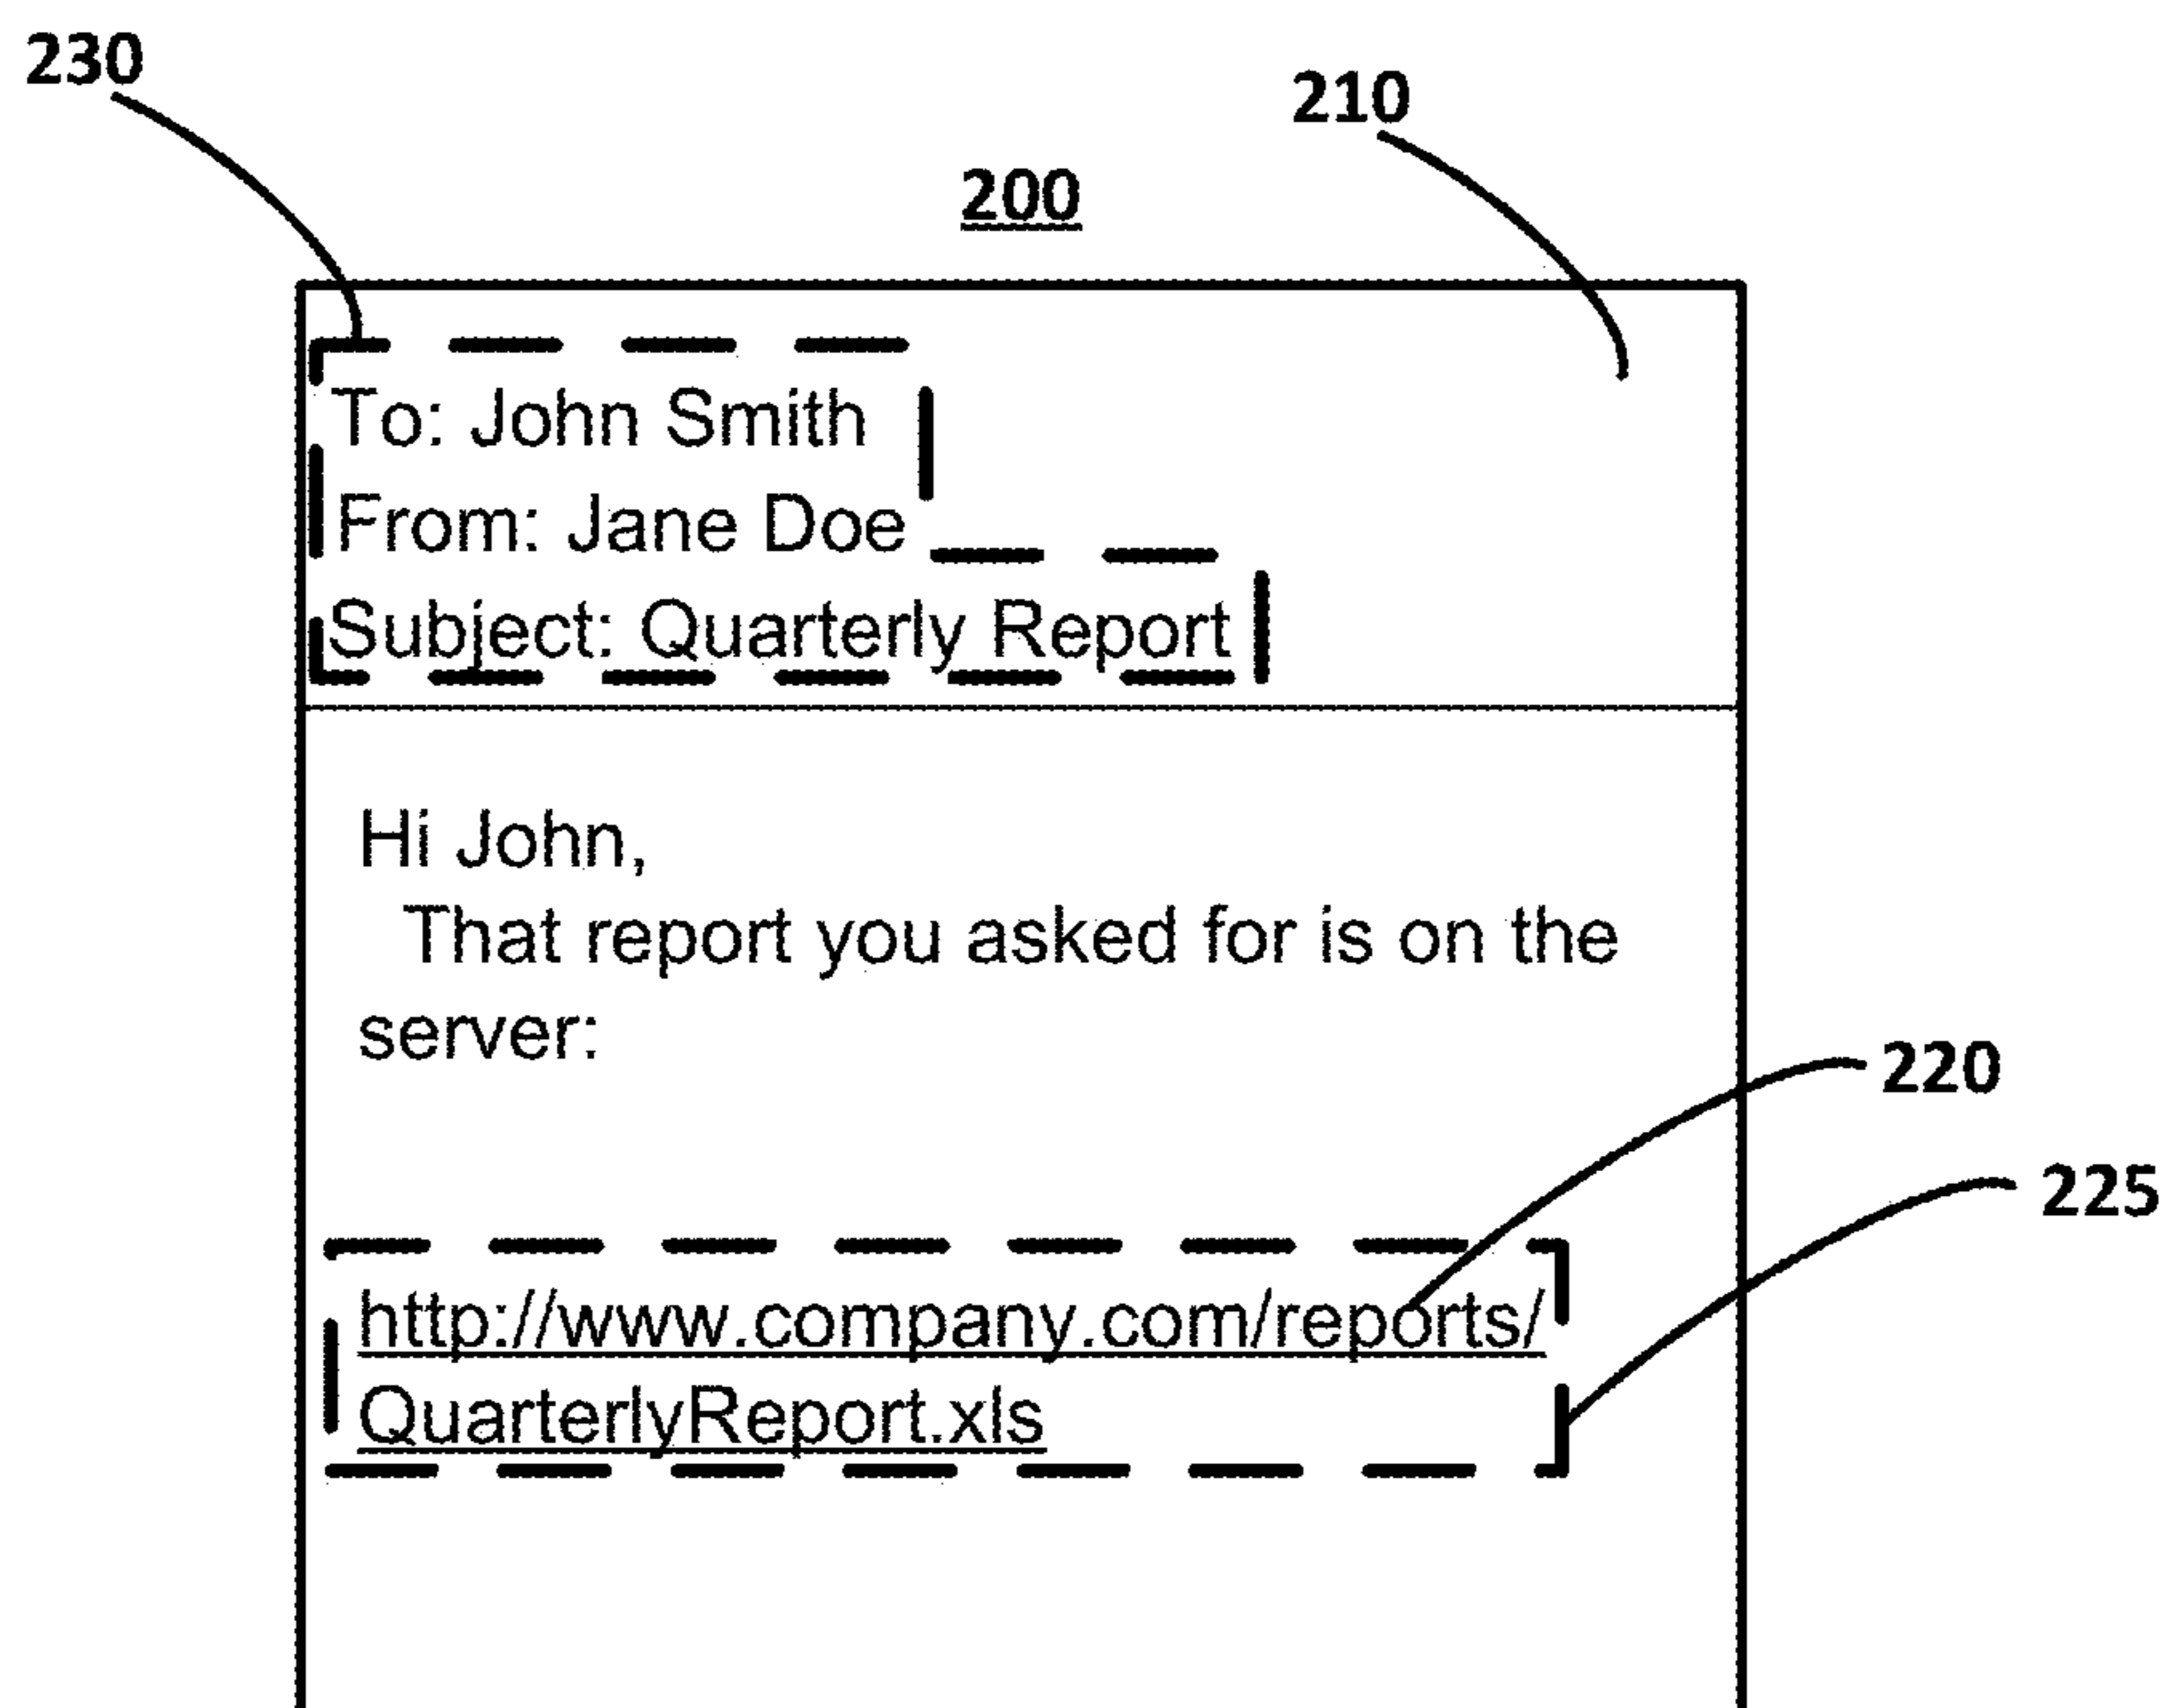 230
210
200
To: John Smith
From: Jane Doe
Subject: Quarterly Report
Hi John,
That report you asked for is on the
server:
220
225
http://www.company.com/reports/
QuarterlyReport.xls